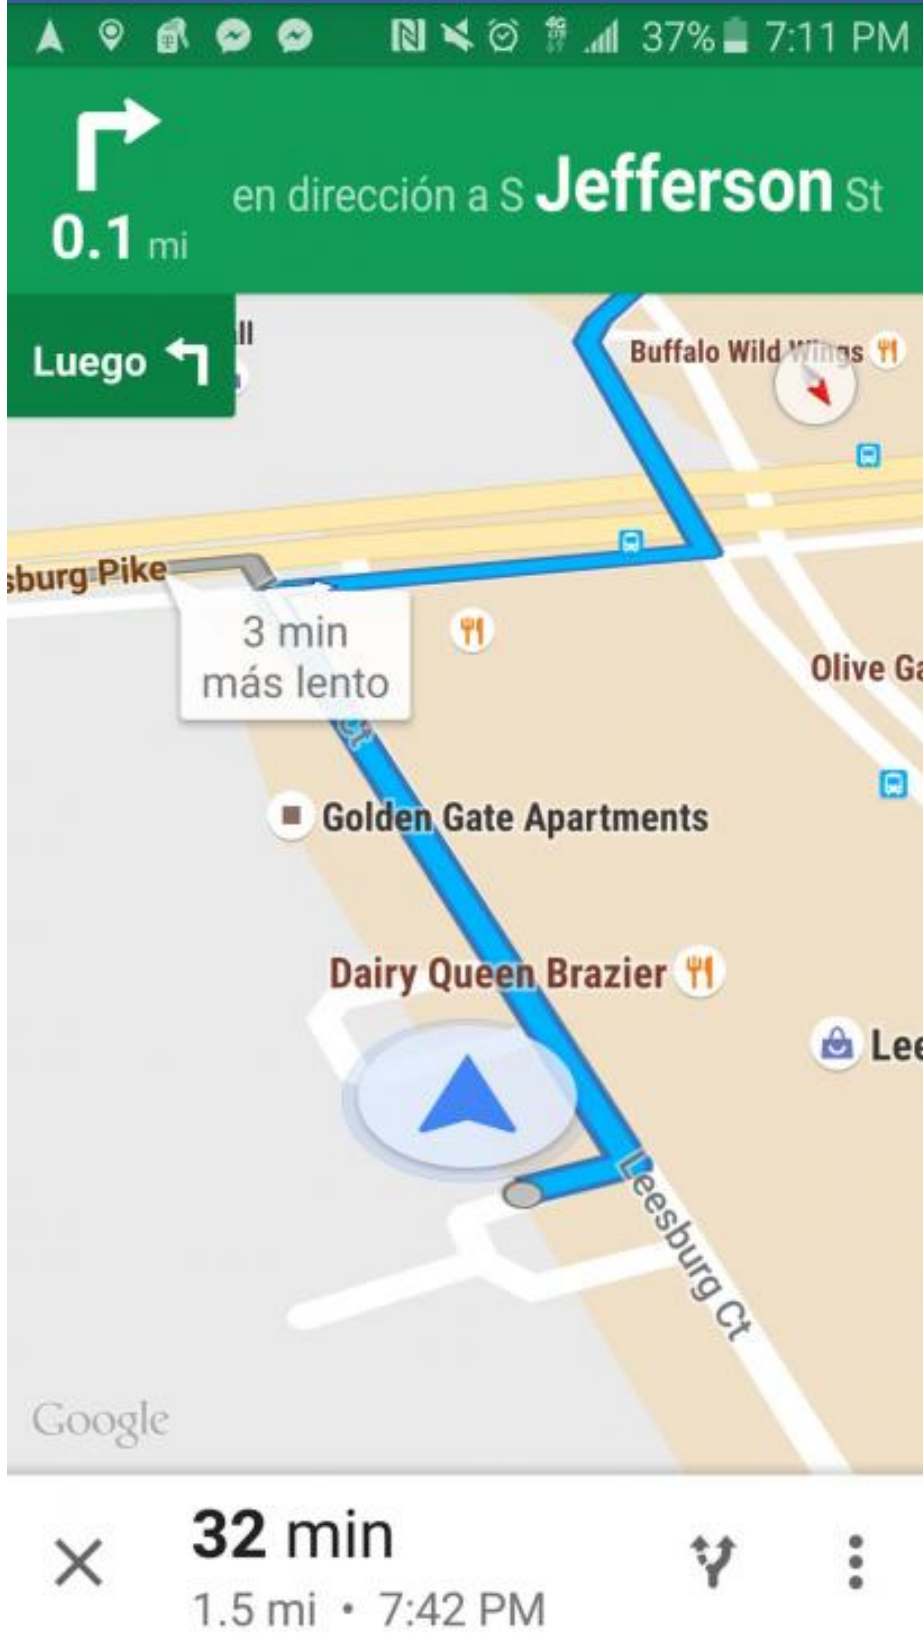 37% 7:11 PM
en dirección a S Jefferson St
0.1 mi
Luego
ll
Buffalo Wild Wings
sburg Pike
3 min
más lento
Ct
Olive Ga
Golden Gate Apartments
Dairy Queen Brazier
Lee
Leesburg Ct
Google
32 min
1.5 mi • 7:42 PM